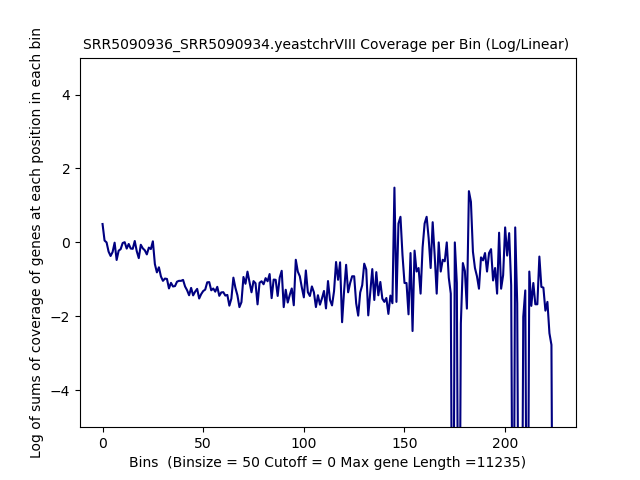 SRR5090936_SRR5090934.yeastchrVIII Coverage per Bin (Log/Linear)
Log of sums of coverage of genes at each position in each bin
4
2
0
−2
−4
0 50 100 150 200
Bins  (Binsize = 50 Cutoff = 0 Max gene Length =11235)